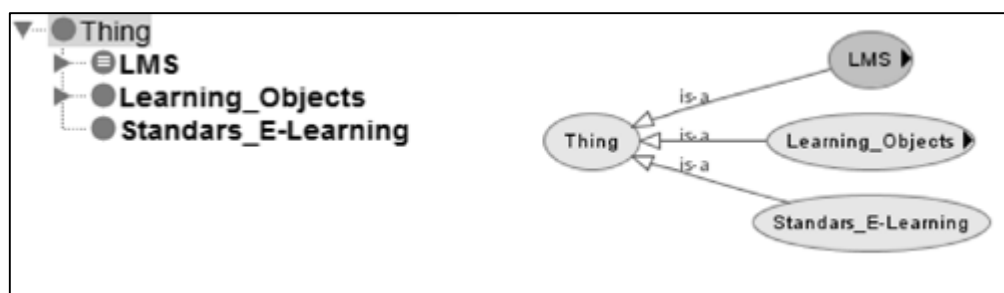 Thing
LMS
Learning_Objects
Standars_E-Learning
LMS
is-a
Thing
is-a
Learning_Objects
is-a
Standars_E-Learning